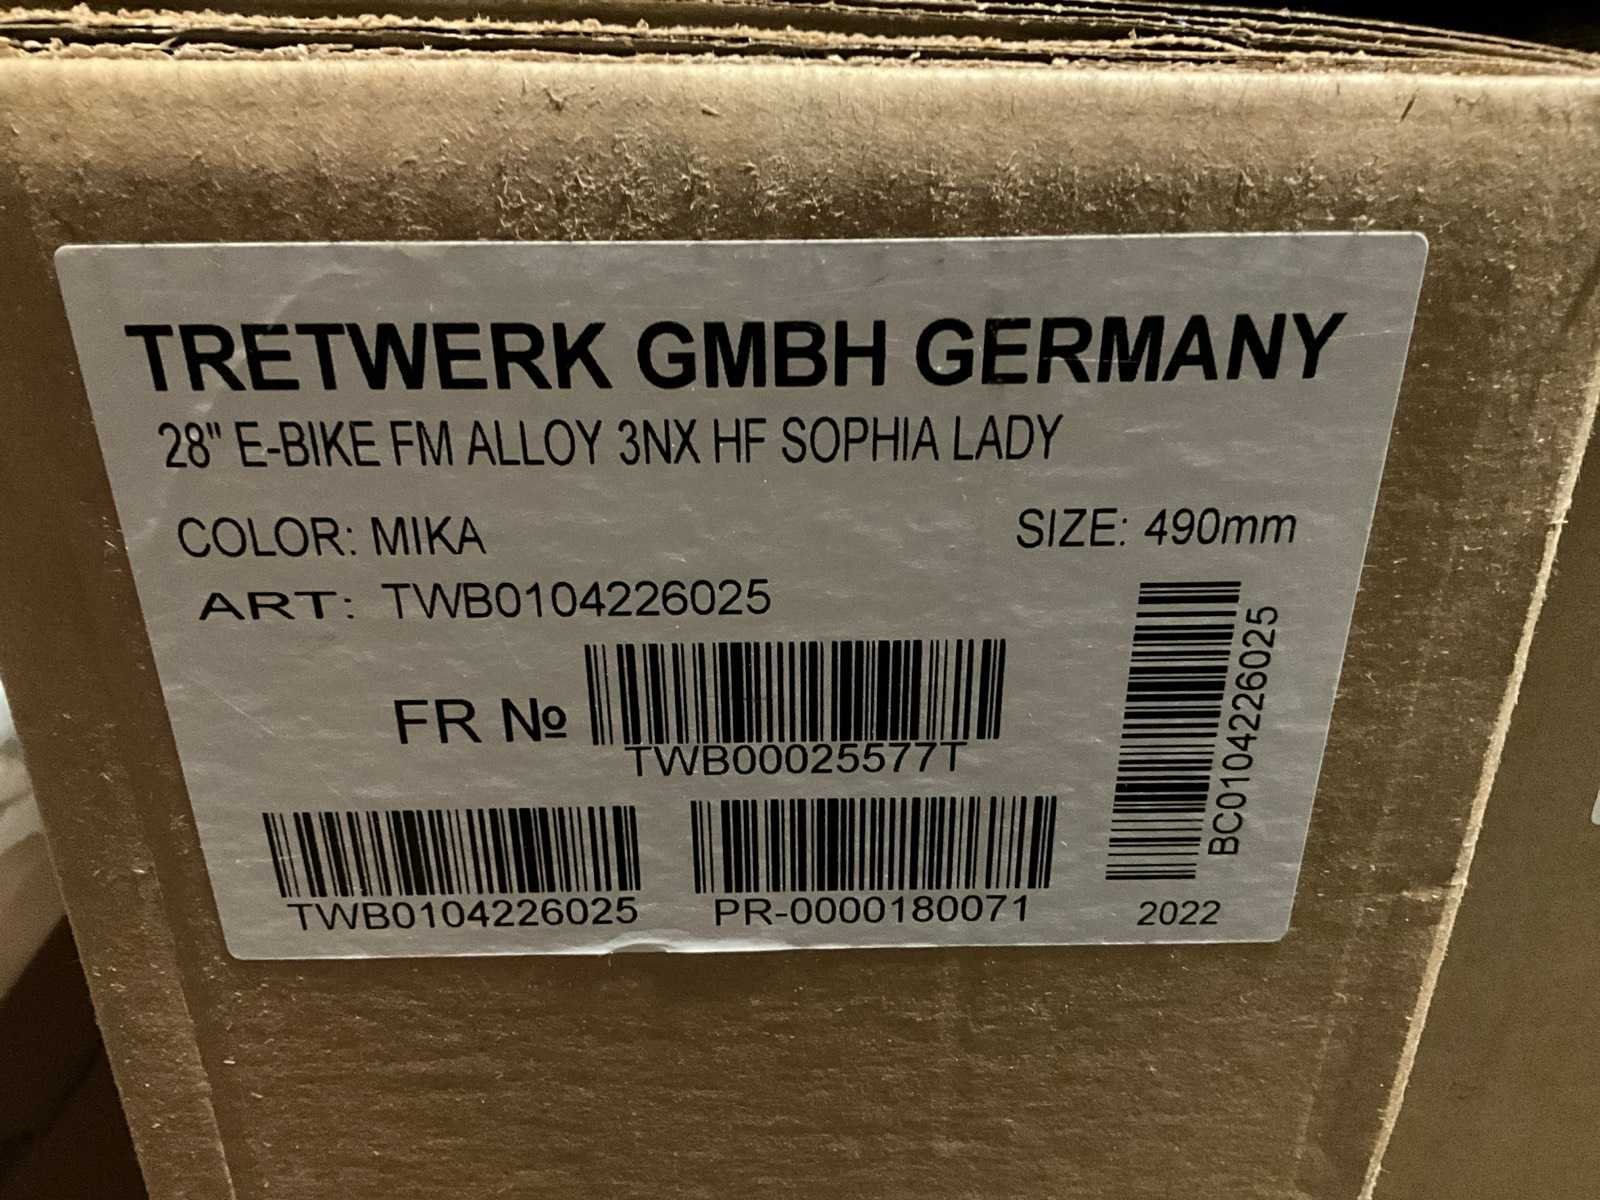 TRETWERK GMBH GERMANY
28" E-BIKE FM ALLOY 3NX HF SOPHIA LADY
COLOR: MIKA
SIZE: 490mm
ART: TWB0104226025
FR №
TWB00025577T
BC0104226025
TWB0104226025
PR-0000180071
2022